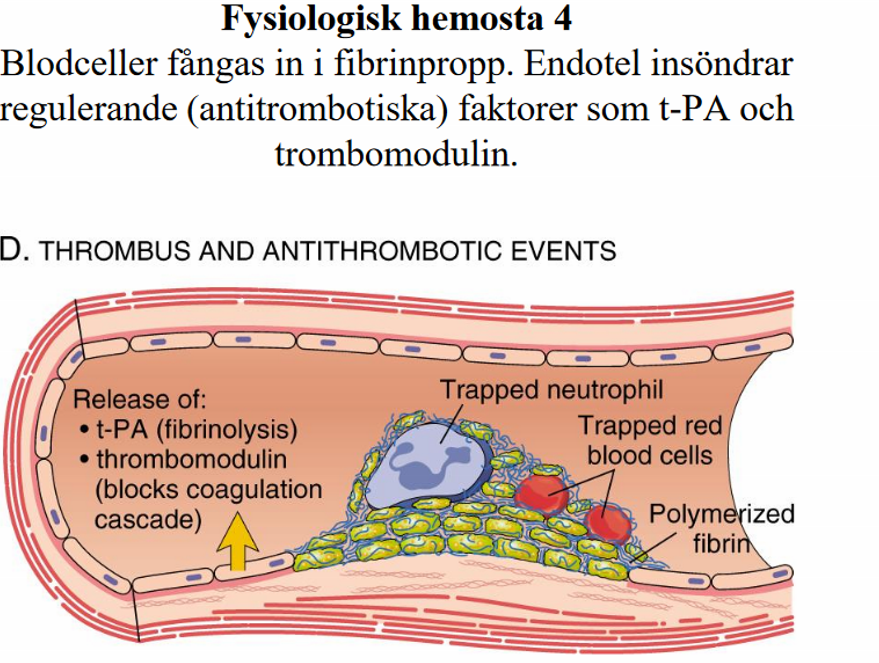 Fysiologisk hemosta 4
Blodceller fångas in i fibrinpropp. Endotel insöndrar
regulerande (antitrombotiska) faktorer som t-PA och
trombomodulin.
D. THROMBUS AND ANTITHROMBOTIC EVENTS
Release of:
• t-PA (fibrinolysis)
• thrombomodulin
(blocks coagulation
cascade)
Trapped neutrophil
Trapped red
blood cells
Polymerized
fibrin